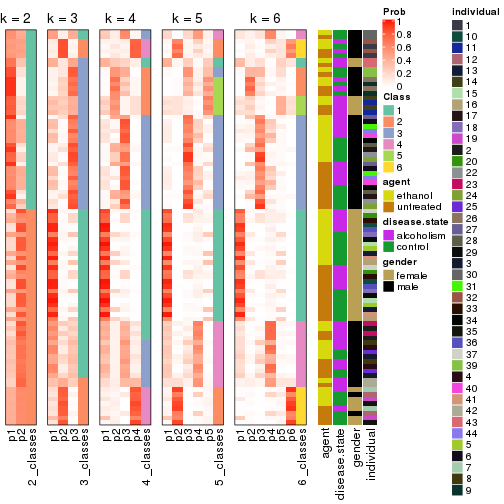 k = 2
k = 3
k = 4
k = 5
k = 6
p1
p2
2_classes
p1
p2
p3
3_classes
p1
p2
p3
p4
4_classes
p1
p2
p3
p4
p5
5_classes
p1
p2
p3
p4
p5
p6
6_classes
agent
disease.state
gender
individual
Prob
1
0.8
0.6
0.4
0.2
0
Class
1
2
3
4
5
6
agent
ethanol
untreated
disease.state
alcoholism
control
gender
female
male
individual
1
10
11
12
13
14
15
16
17
18
19
2
20
22
23
24
25
26
27
28
29
3
30
31
32
33
34
35
36
37
39
4
40
41
42
43
44
5
6
7
8
9